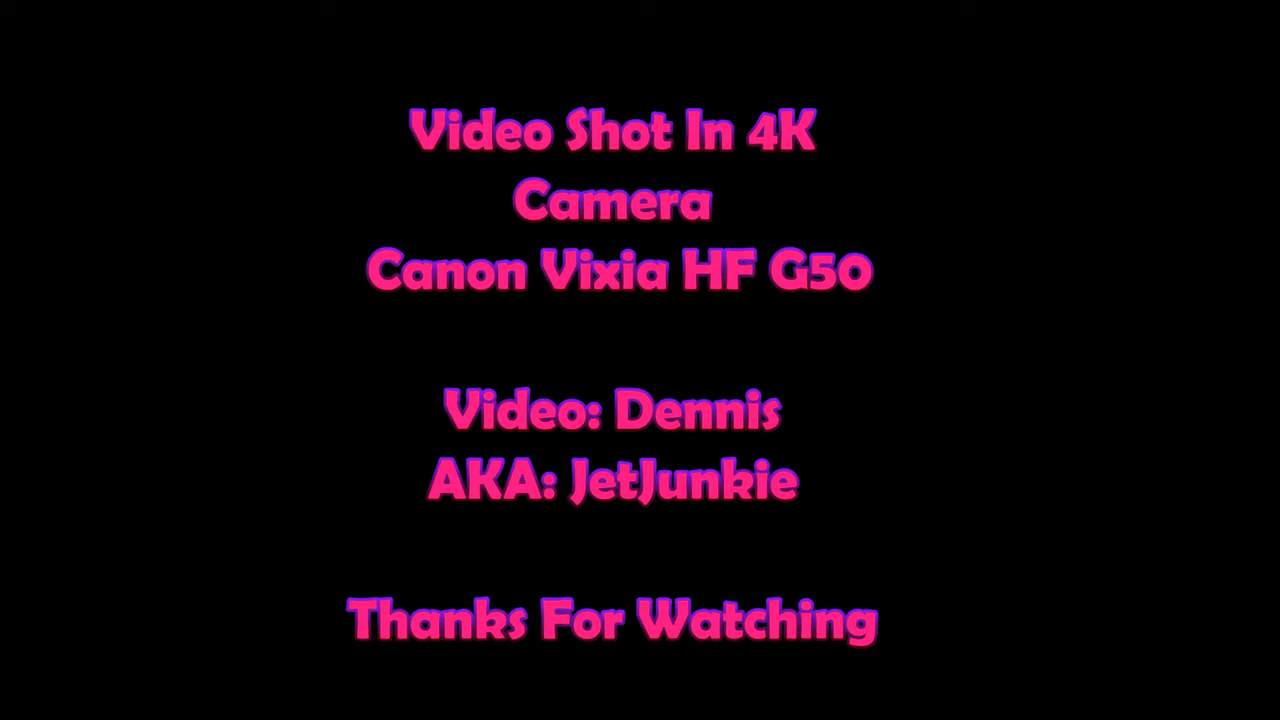 Video Shot In 4K
Camera
Canon Vixia HF G50
Video: Dennis
AKA: JetJunkie
Thanks For Watching